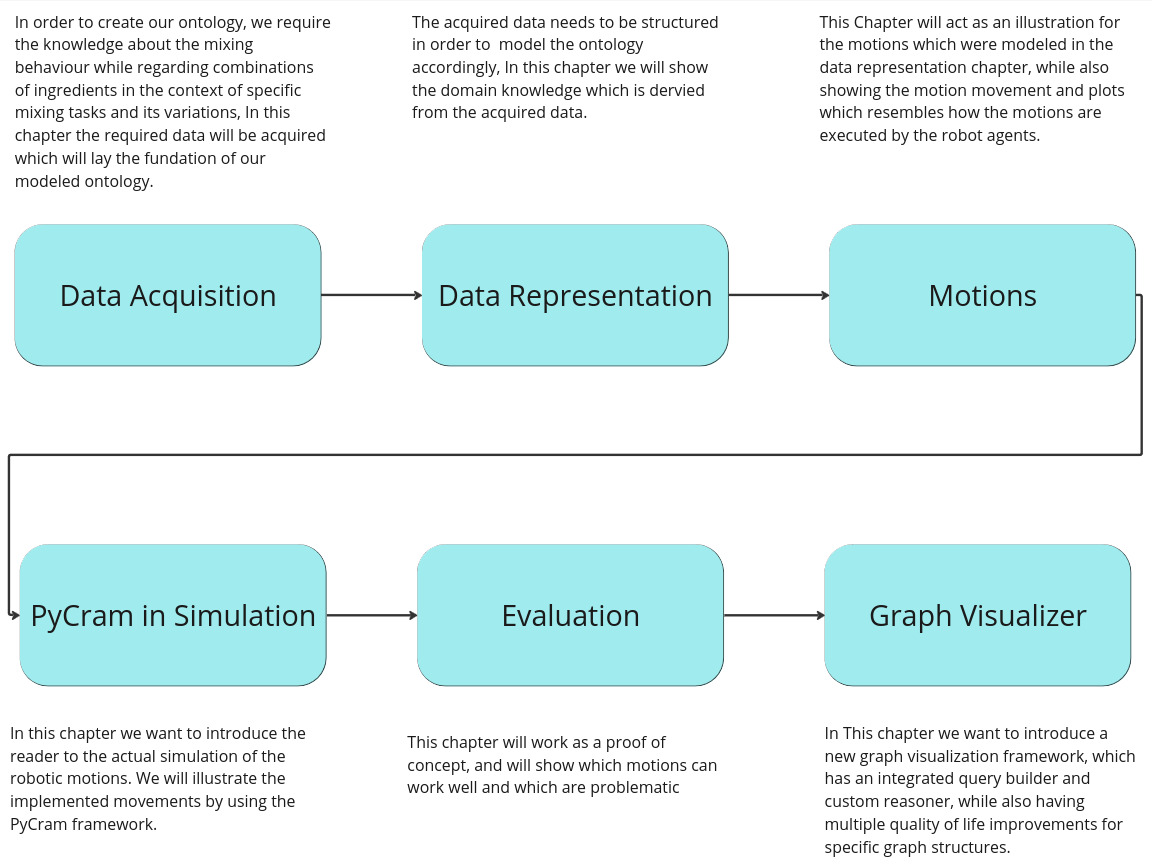 In order to create our ontology, we require
the knowledge about the mixing
behaviour while regarding combinations
of ingredients in the context of specific
mixing tasks and its variations, In this
chapter the required data will be acquired
which will lay the fundation of our
modeled ontology.
The acquired data needs to be structured
in order to  model the ontology
accordingly, In this chapter we will show
the domain knowledge which is dervied
from the acquired data.
This Chapter will act as an illustration for
the motions which were modeled in the
data representation chapter, while also
showing the motion movement and plots
which resembles how the motions are
executed by the robot agents.
Data Acquisition
Data Representation
Motions
PyCram in Simulation
Evaluation
Graph Visualizer
In this chapter we want to introduce the
reader to the actual simulation of the
robotic motions. We will illustrate the
implemented movements by using the
PyCram framework.
This chapter will work as a proof of
concept, and will show which motions can
work well and which are problematic
In This chapter we want to introduce a
new graph visualization framework, which
has an integrated query builder and
custom reasoner, while also having
multiple quality of life improvements for
specific graph structures.